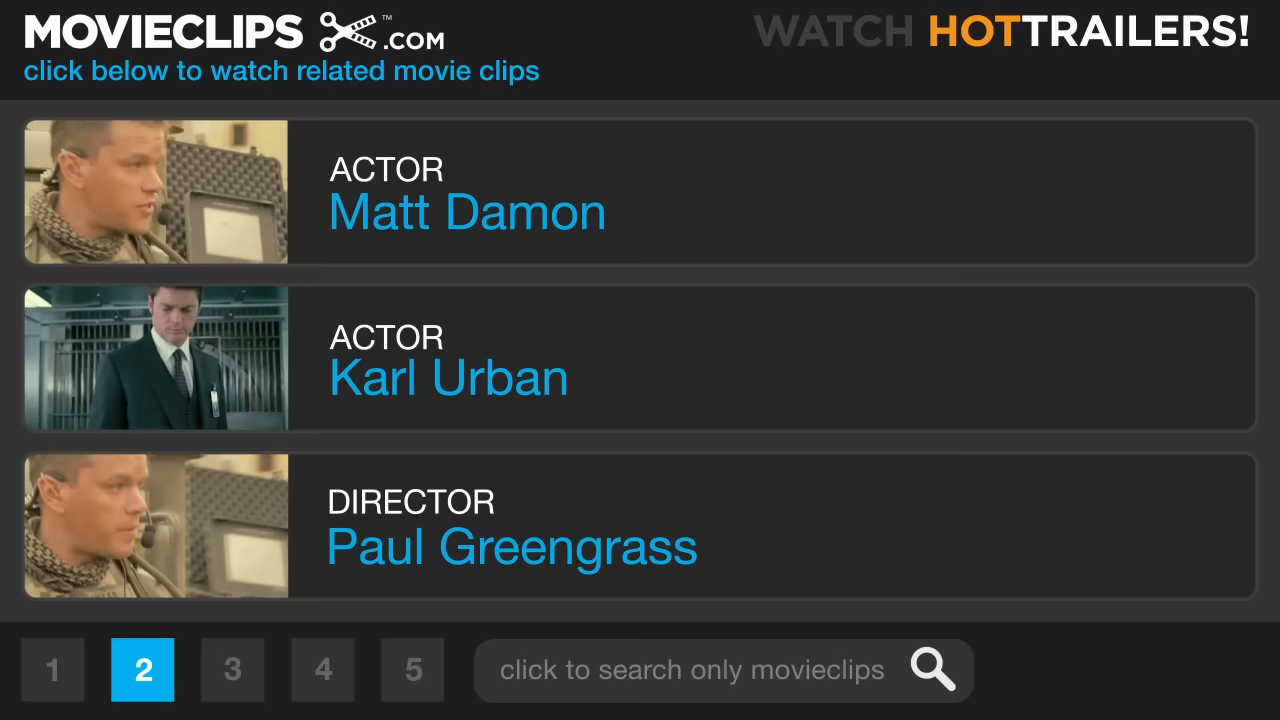 MOVIECLIPS ™ .COM
WATCH HOTTRAILERS!
click below to watch related movie clips
ACTOR
Matt Damon
ACTOR
Karl Urban
DIRECTOR
Paul Greengrass
1 2 3 4 5
click to search only movieclips